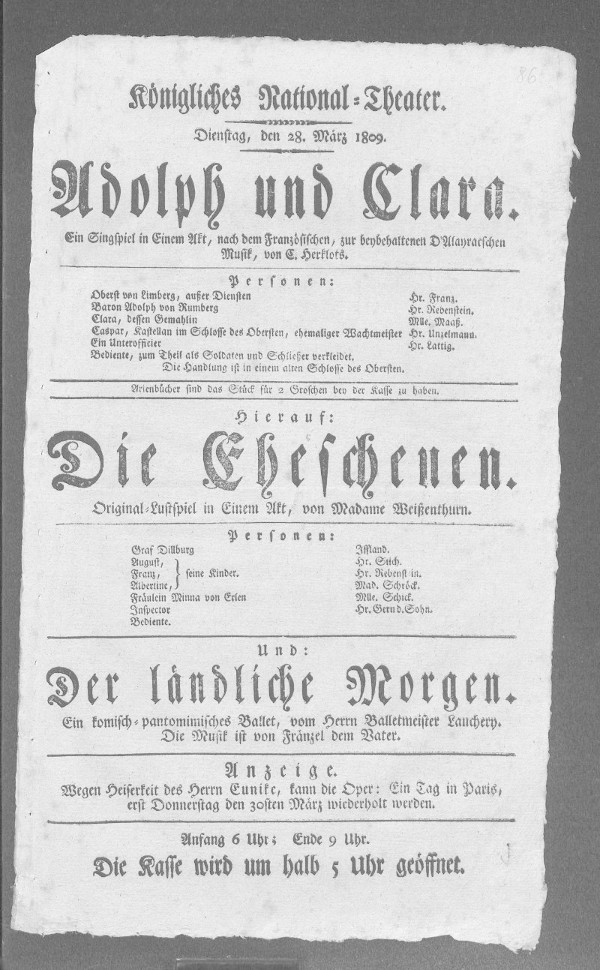 86
Königliches National-Theater.
Dienstag, den 28. März 1809.
Adolph und Clara.
Ein Singspiel in Einem Akt, nach dem Französischen, zur beybehaltenen D'Alayracschen
Musik, von C. Herklots.
Personen:
Oberst von Limberg, außer Diensten Hr. Franz.
Baron Adolph von Rumberg Hr. Rebenstein.
Clara, dessen Gemahlin Mlle. Maaß.
Caspar, Kastellan im Schlosse des Obersten, ehemaliger Wachtmeister Hr. Unzelmann.
Ein Unterofficier Hr. Lattig.
Bediente, zum Theil als Soldaten und Schließer verkleidet.
Die Handlung ist in einem alten Schlosse des Obersten.
Arienbücher sind das Stück für 2 Groschen bey der Kasse zu haben.
Hierauf:
Die Ehescheuen.
Original-Lustspiel in Einem Akt, von Madame Weißenthurn.
Personen:
Graf Dillburg Iffland.
August, Hr. Stich.
Franz, seine Kinder. Hr. Rebenst in.
Albertine, Mad. Schröck.
Fräulein Minna von Erlen Mlle. Schick.
Inspector Hr. Gern d. Sohn.
Bediente.
Und:
Der ländliche Morgen.
Ein komisch-pantomimisches Ballet, vom Herrn Balletmeister Lauchery.
Die Musik ist von Fränzel dem Vater.
Anzeige.
Wegen Heiserkeit des Herrn Eunike, kann die Oper: Ein Tag in Paris,
erst Donnerstag den 30sten März wiederholt werden.
Anfang 6 Uhr; Ende 9 Uhr.
Die Kasse wird um halb 5 Uhr geöffnet.